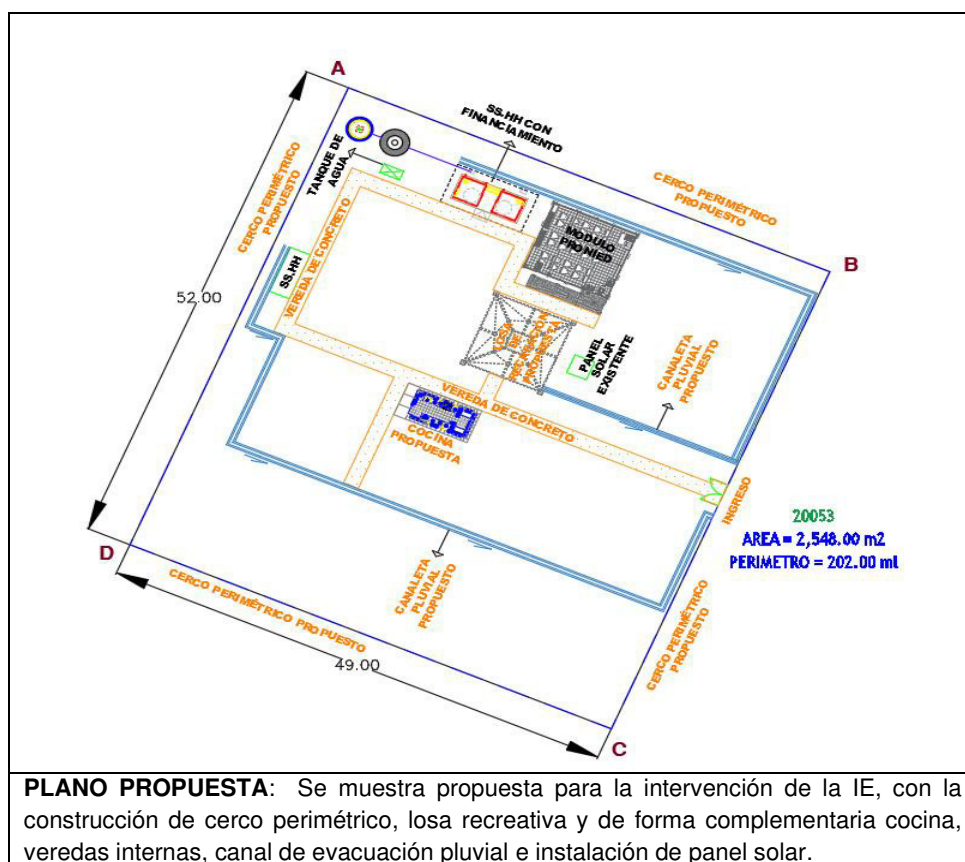 A
SS.HH CON
FINANCIAMIENTO
TANQUE DE
AGUA
CERCO PERIMÉTRICO
PROPUESTO
CERCO PERIMÉTRICO
PROPUESTO
B
MODULO
PRONIED
SS.HH
VEREDA DE CONCRETO
52.00
LOSA
DE
RECREACIÓN
PROPUESTA
PANEL
SOLAR
EXISTENTE
CANALETA
PLUVIAL
PROPUESTO
VEREDA DE CONCRETO
COCINA
PROPUESTA
INGRESO
20053
AREA = 2,548.00 m2
PERIMETRO = 202.00 ml
D
CERCO PERIMÉTRICO PROPUESTO
CANALETA
PLUVIAL
PROPUESTO
CERCO PERIMÉTRICO
PROPUESTO
49.00
C
PLANO PROPUESTA: Se muestra propuesta para la intervención de la IE, con la
construcción de cerco perimétrico, losa recreativa y de forma complementaria cocina,
veredas internas, canal de evacuación pluvial e instalación de panel solar.